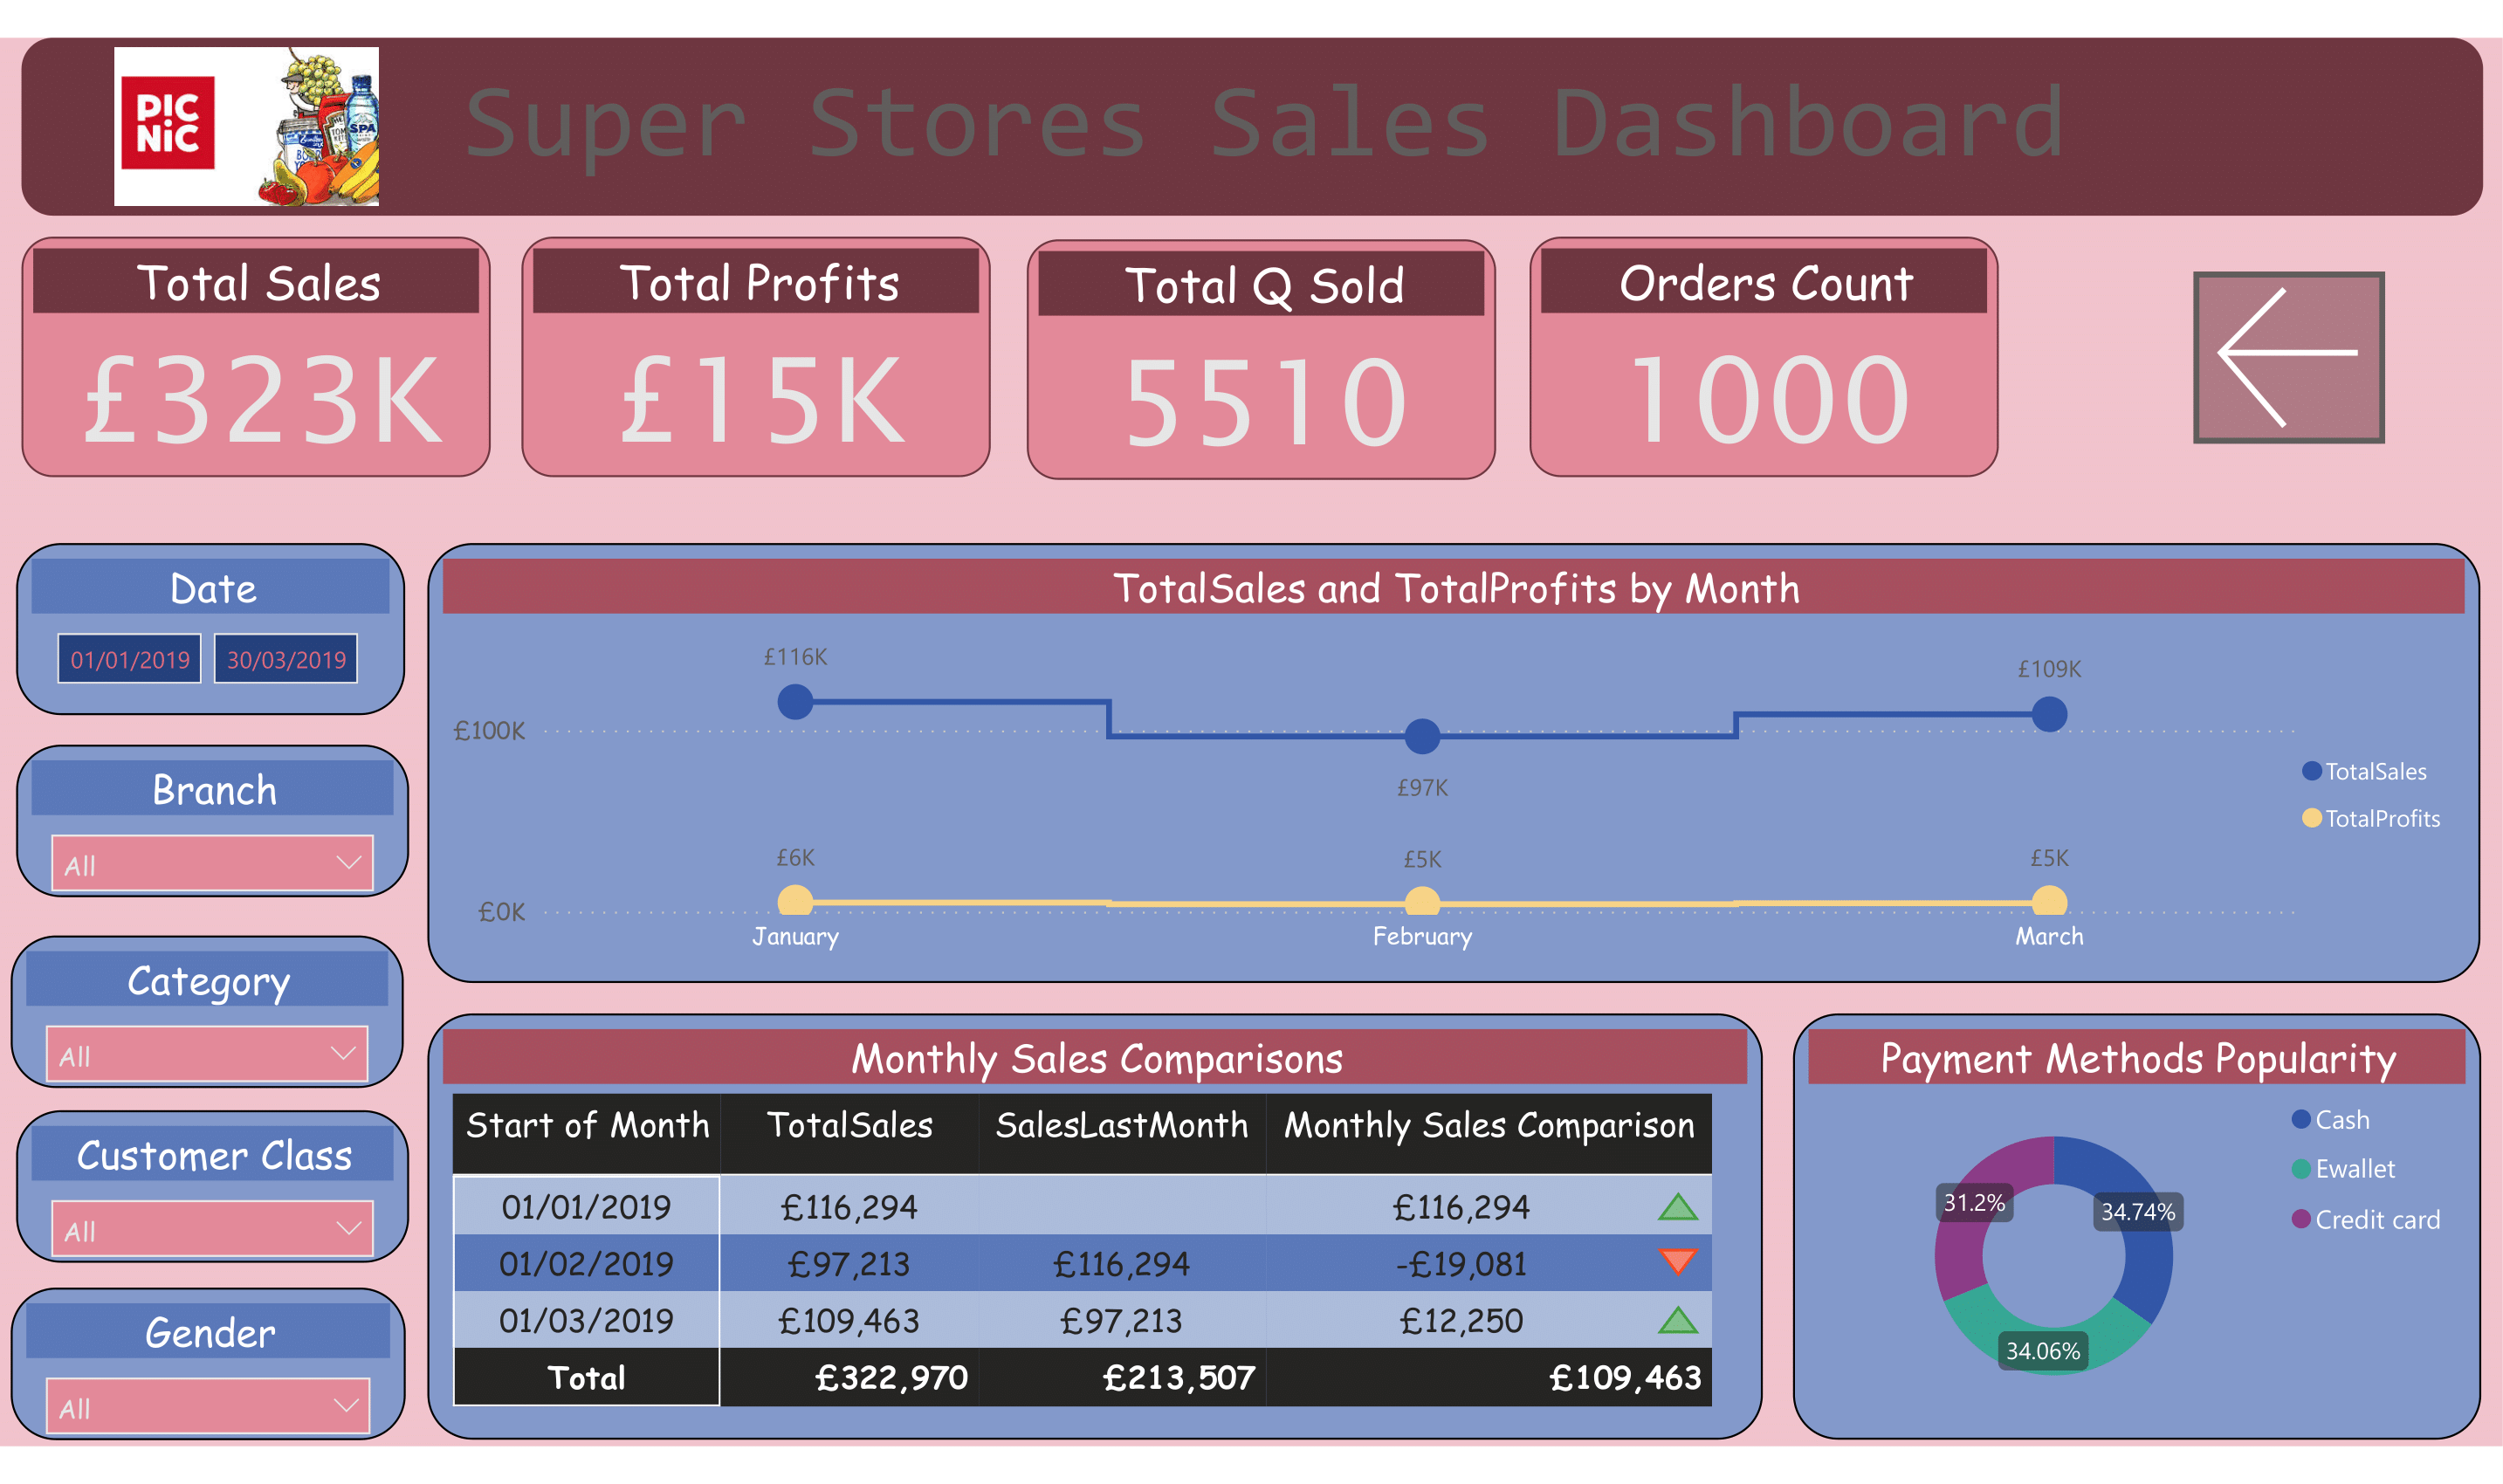 PIC
NiC
SPA
Super Stores Sales Dashboard
Total Sales
£323K
Total Profits
£15K
Total Q Sold
5510
Orders Count
1000
Date
01/01/2019 30/03/2019
Branch
All
Category
All
Customer Class
All
Gender
All
TotalSales and TotalProfits by Month
£116K
£109K
£100K
£97K
TotalSales
TotalProfits
£6K
£5K
£5K
£0K
January February March
Monthly Sales Comparisons
Start of Month TotalSales SalesLastMonth Monthly Sales Comparison
01/01/2019 £116,294 £116,294
01/02/2019 £97,213 £116,294 -£19,081
01/03/2019 £109,463 £97,213 £12,250
Total £322,970 £213,507 £109,463
Payment Methods Popularity
Cash
Ewallet
Credit card
31.2%
34.74%
34.06%